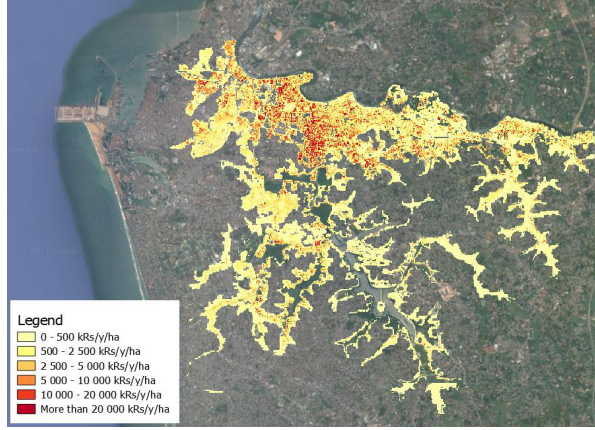 Legend
0 - 500 kRs/y/ha
500 - 2 500 kRs/y/ha
2 500 - 5 000 kRs/y/ha
5 000 - 10 000 kRs/y/ha
10 000 - 20 000 kRs/y/ha
More than 20 000 kRs/y/ha